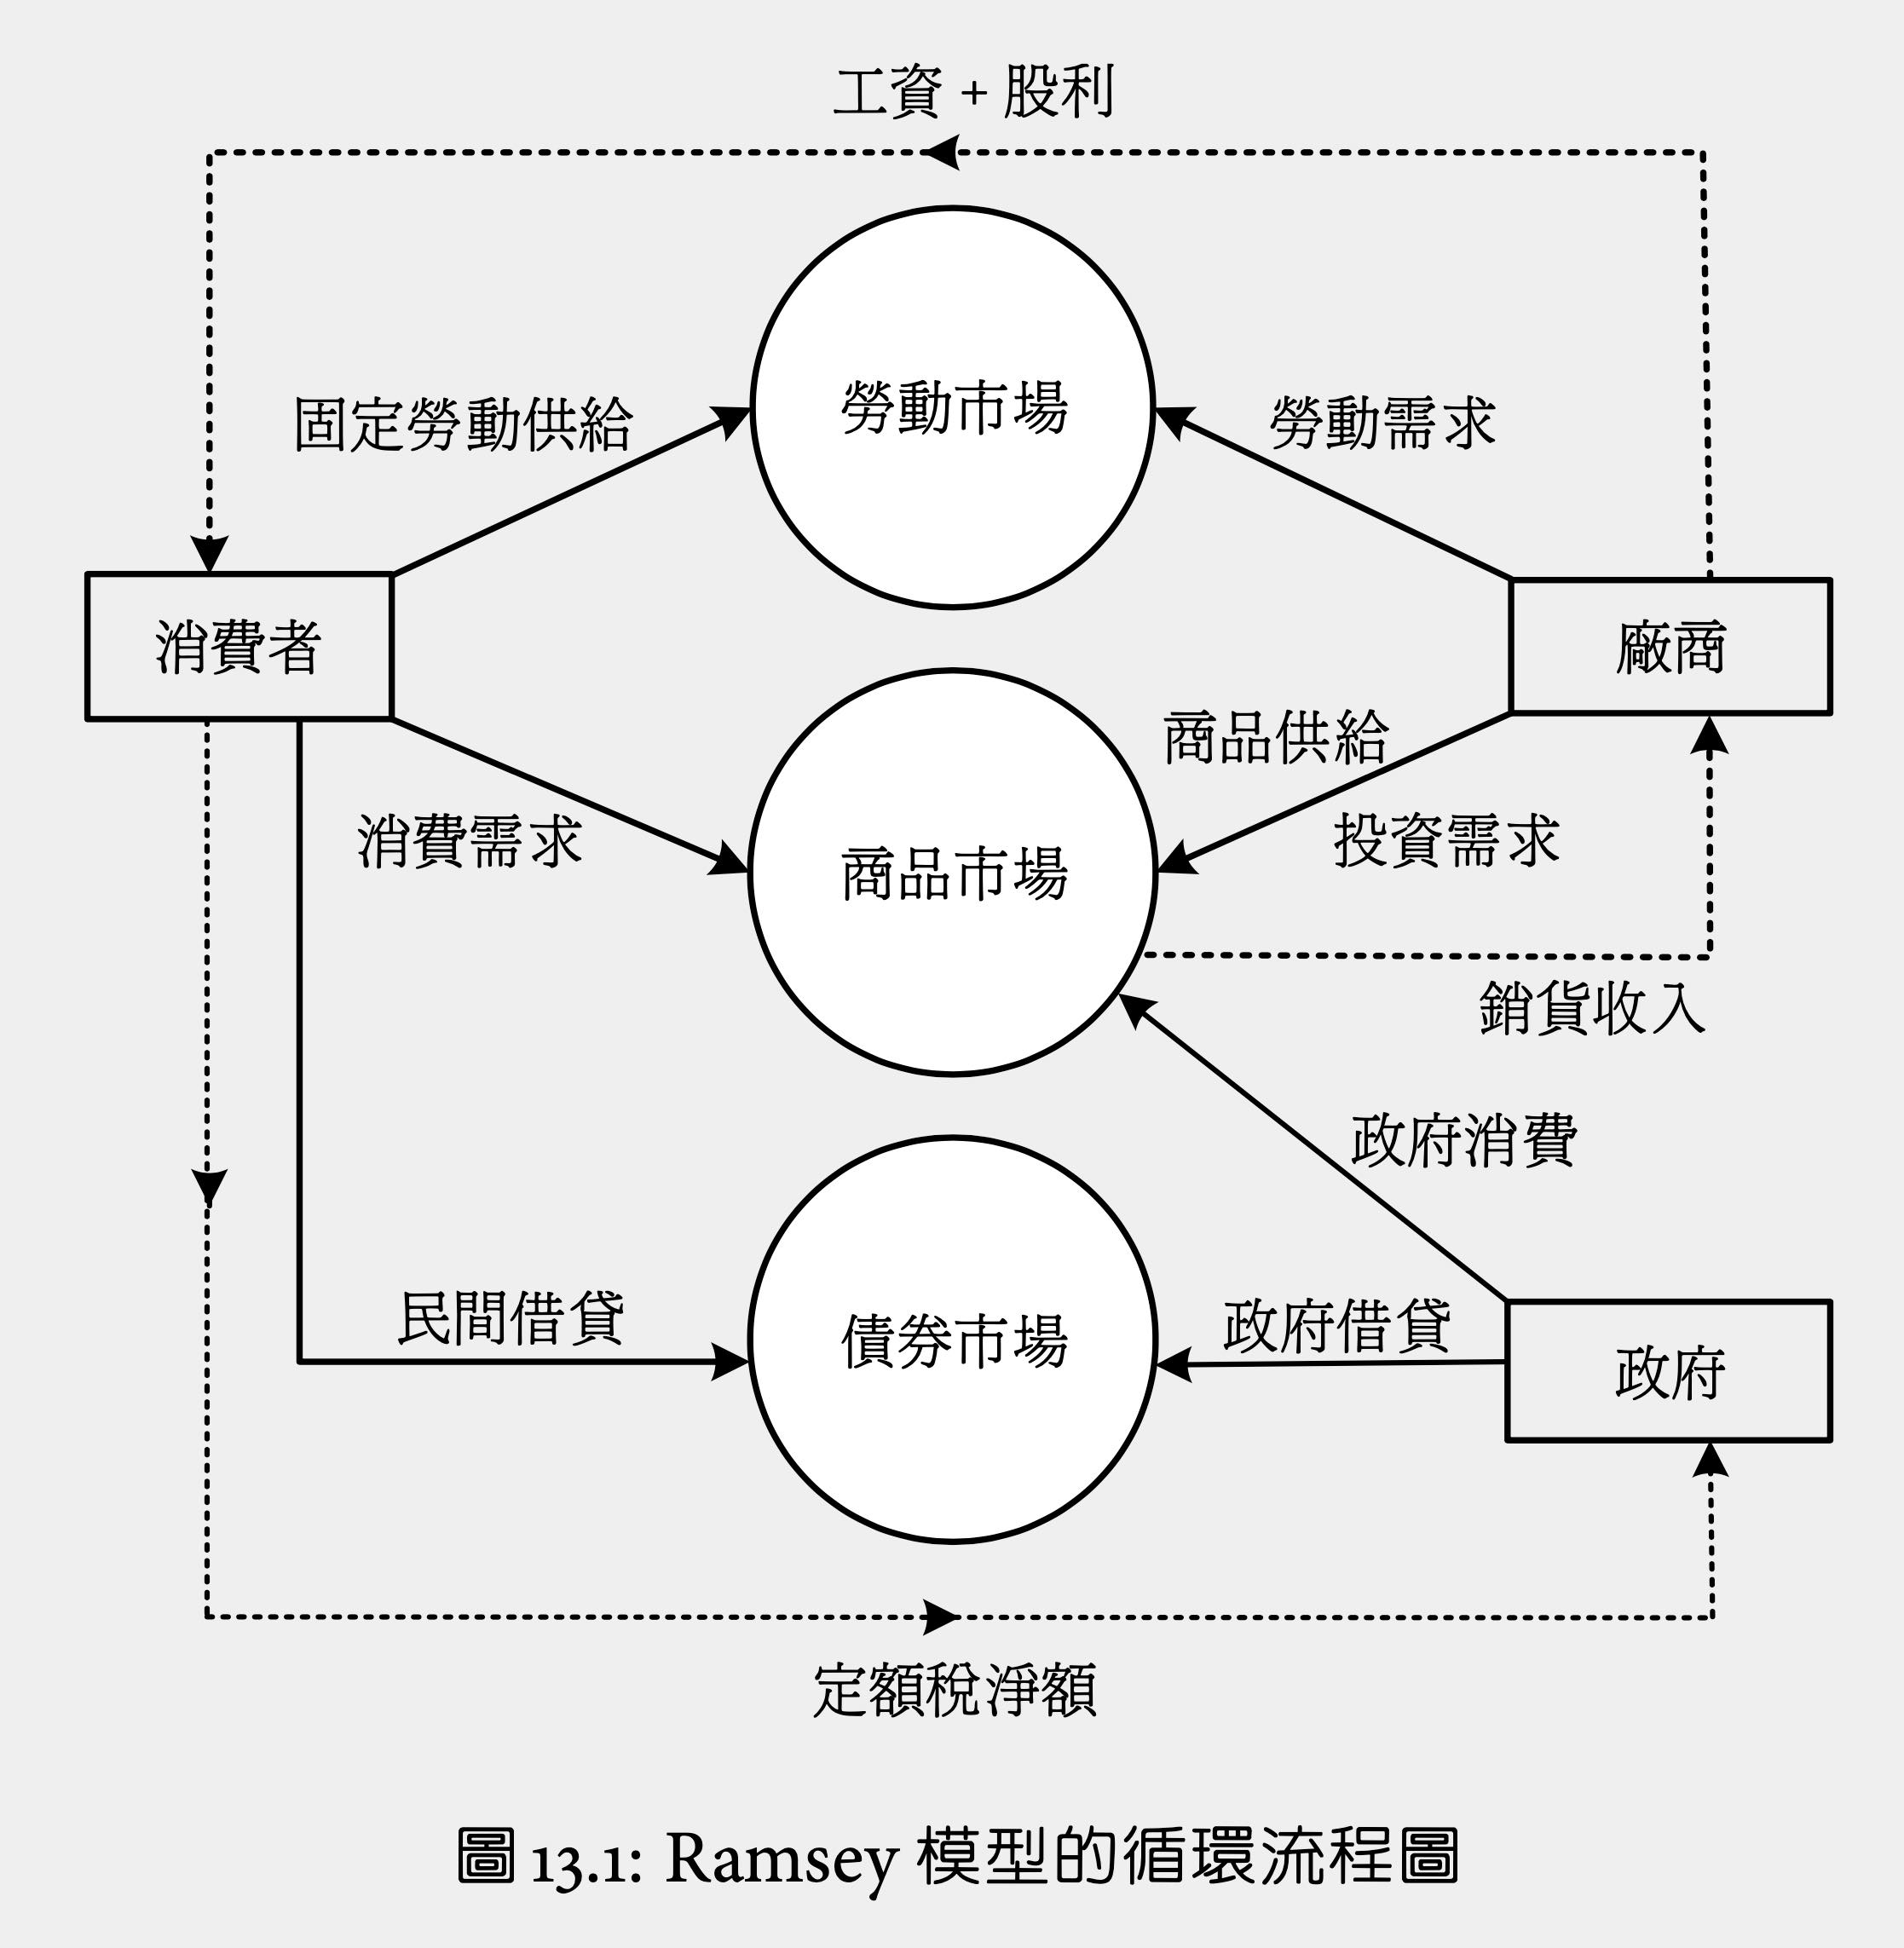 工資 + 股利
勞動市場
固定勞動供給
勞動需求
消費者
廠商
商品供給
消費需求
投資需求
商品市場
銷貨收入
政府消費
民間借貸
政府借貸
債券市場
政府
定額稅淨額
圖 13.1: Ramsey 模型的循環流程圖